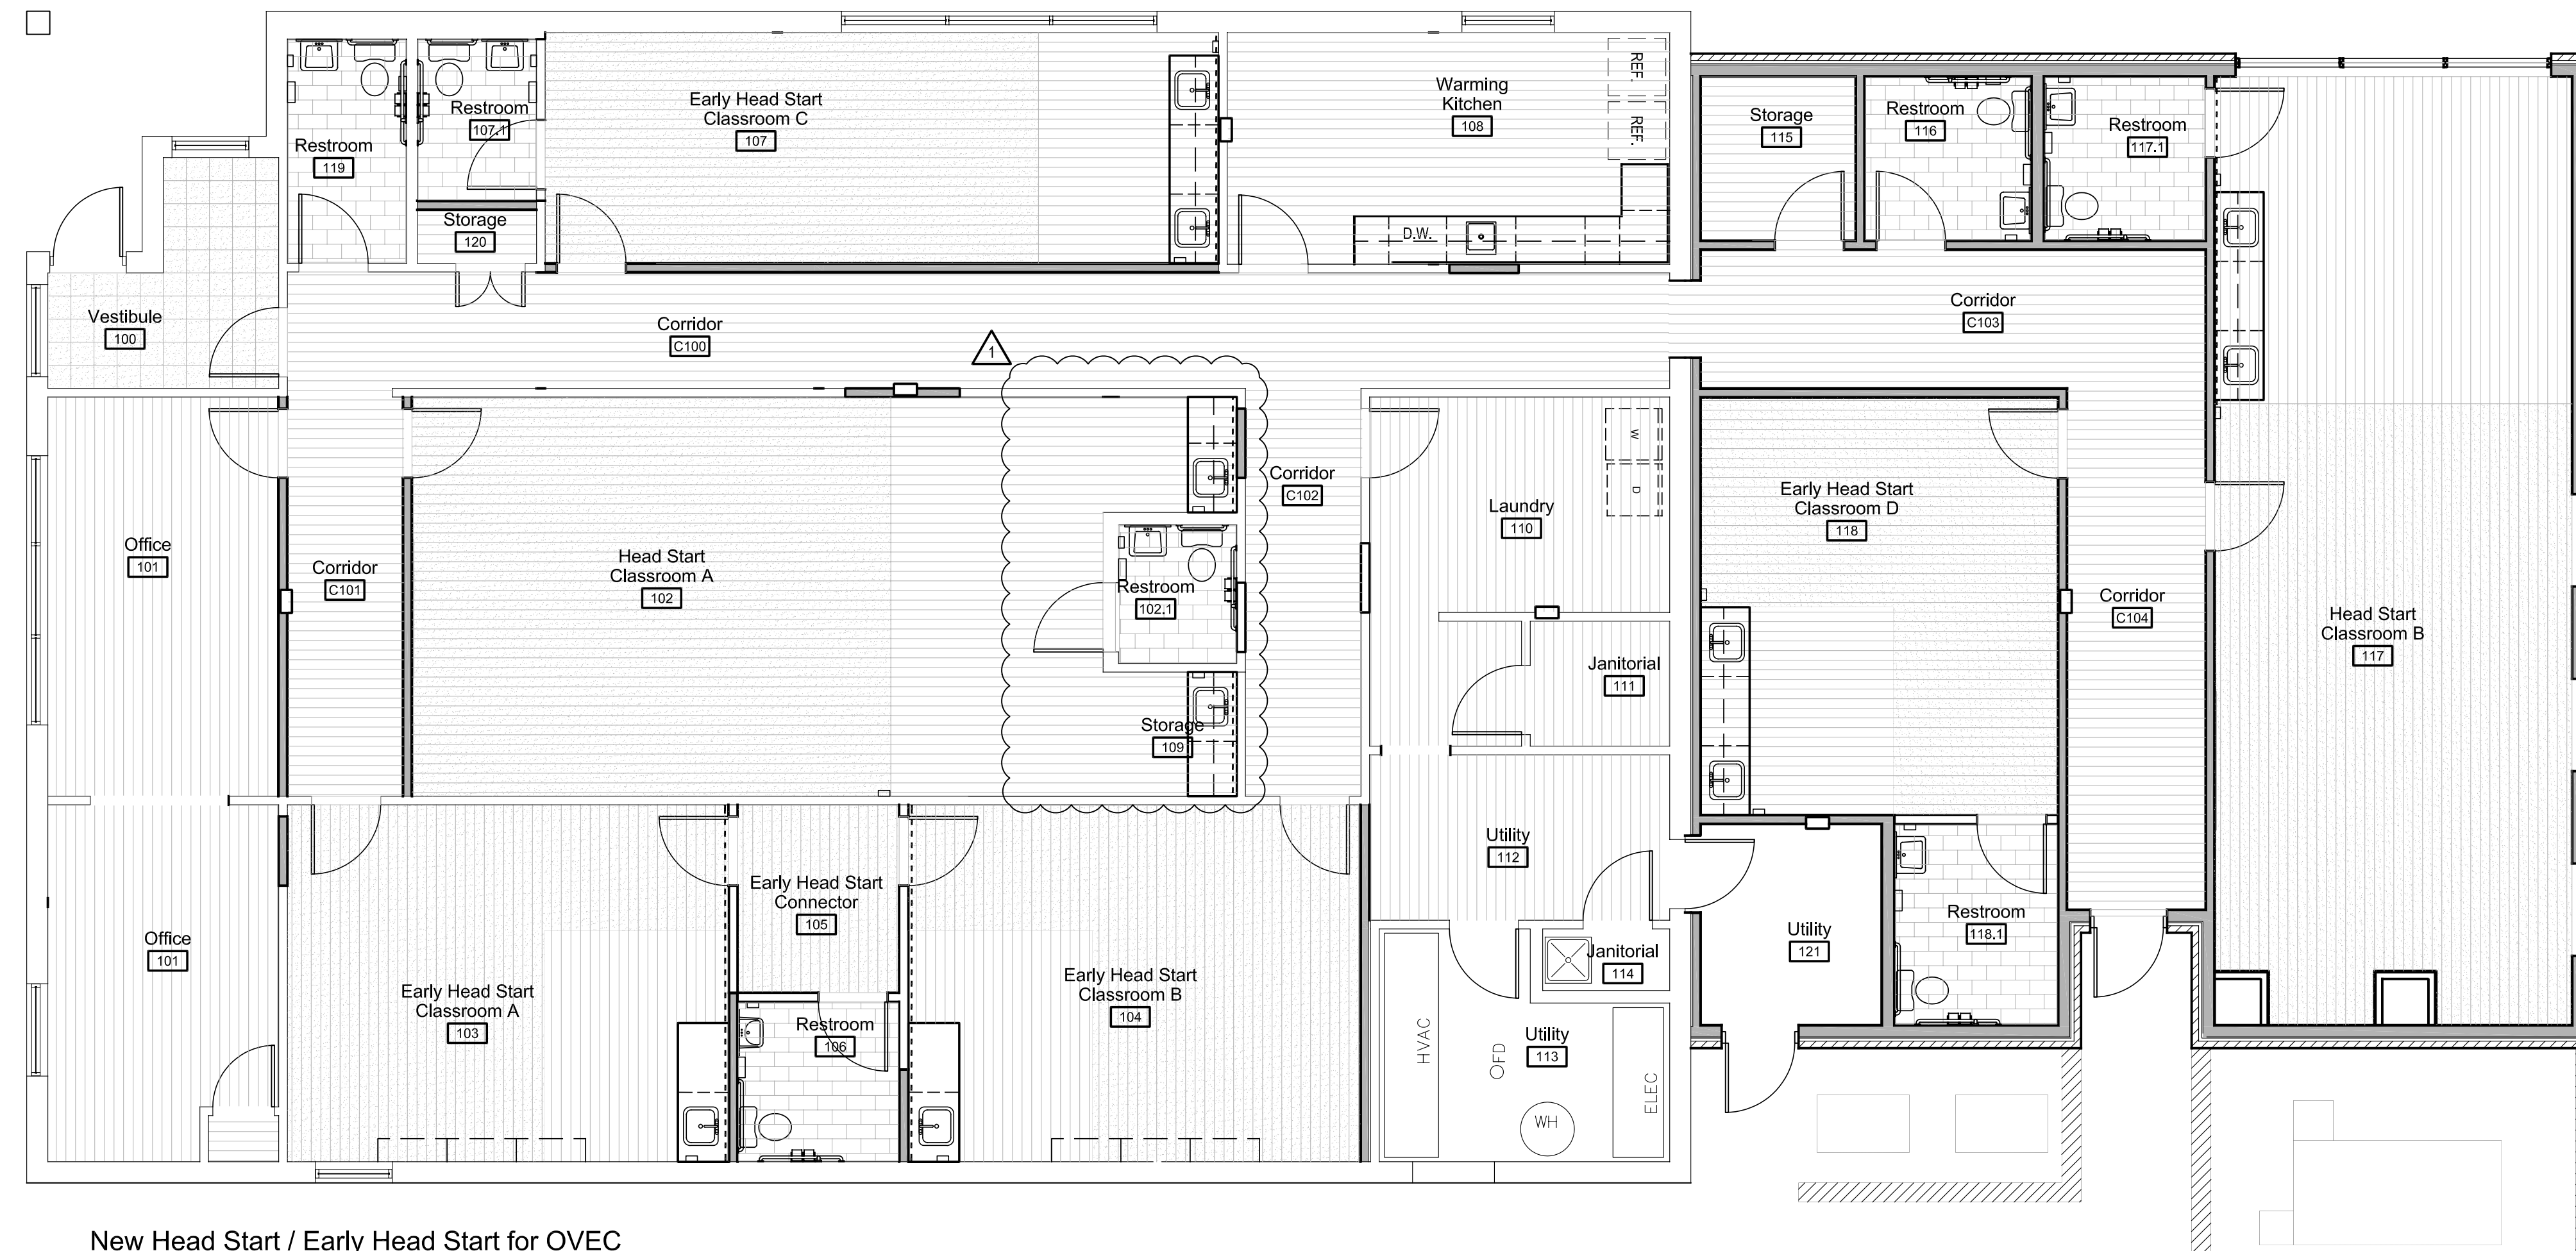 Restroom
119
Restroom
107.1
Storage
120
Early Head Start
Classroom C
107
Warming
Kitchen
108
REF.
REF.
D.W.
Storage
115
Restroom
116
Restroom
117.1
Vestibule
100
Corridor
C100
1
Corridor
C103
Office
101
Corridor
C101
Head Start
Classroom A
102
Restroom
102.1
Storage
109
Corridor
C102
Laundry
110
W
D
Janitorial
111
Early Head Start
Classroom D
118
Corridor
C104
Head Start
Classroom B
117
Office
101
Early Head Start
Classroom A
103
Early Head Start
Connector
105
Restroom
106
Early Head Start
Classroom B
104
Utility
112
Janitorial
114
Utility
113
HVAC
OFD
WH
ELEC
Utility
121
Restroom
118.1
New Head Start / Early Head Start for OVEC